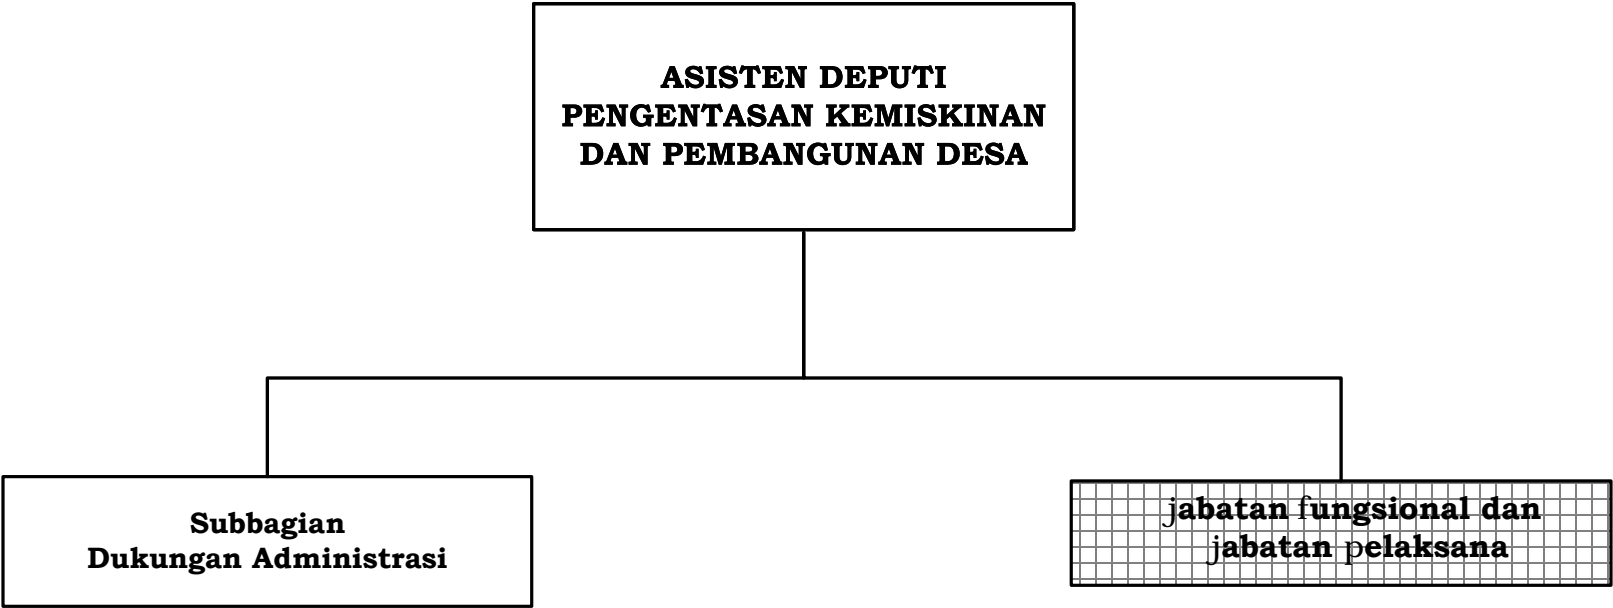 ASISTEN DEPUTI
PENGENTASAN KEMISKINAN
DAN PEMBANGUNAN DESA
Subbagian
Dukungan Administrasi
jabatan fungsional dan
jabatan pelaksana